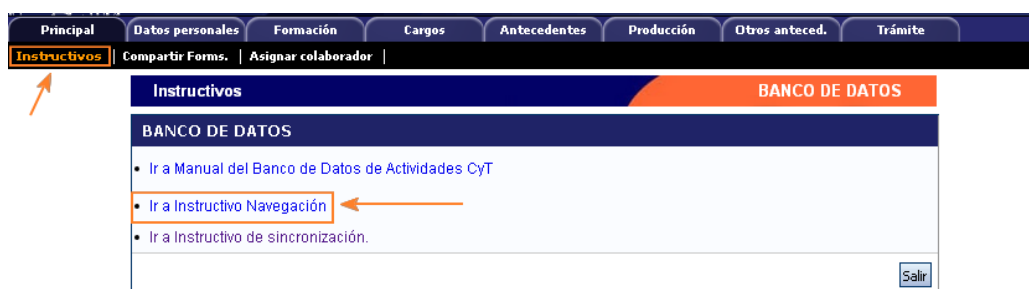 Principal Datos personales Formación Cargos Antecedentes Producción Otros anteced. Trámite
Instructivos | Compartir Forms. | Asignar colaborador |
Instructivos BANCO DE DATOS
BANCO DE DATOS
• Ir a Manual del Banco de Datos de Actividades CyT
• Ir a Instructivo Navegación
• Ir a Instructivo de sincronización.
Salir